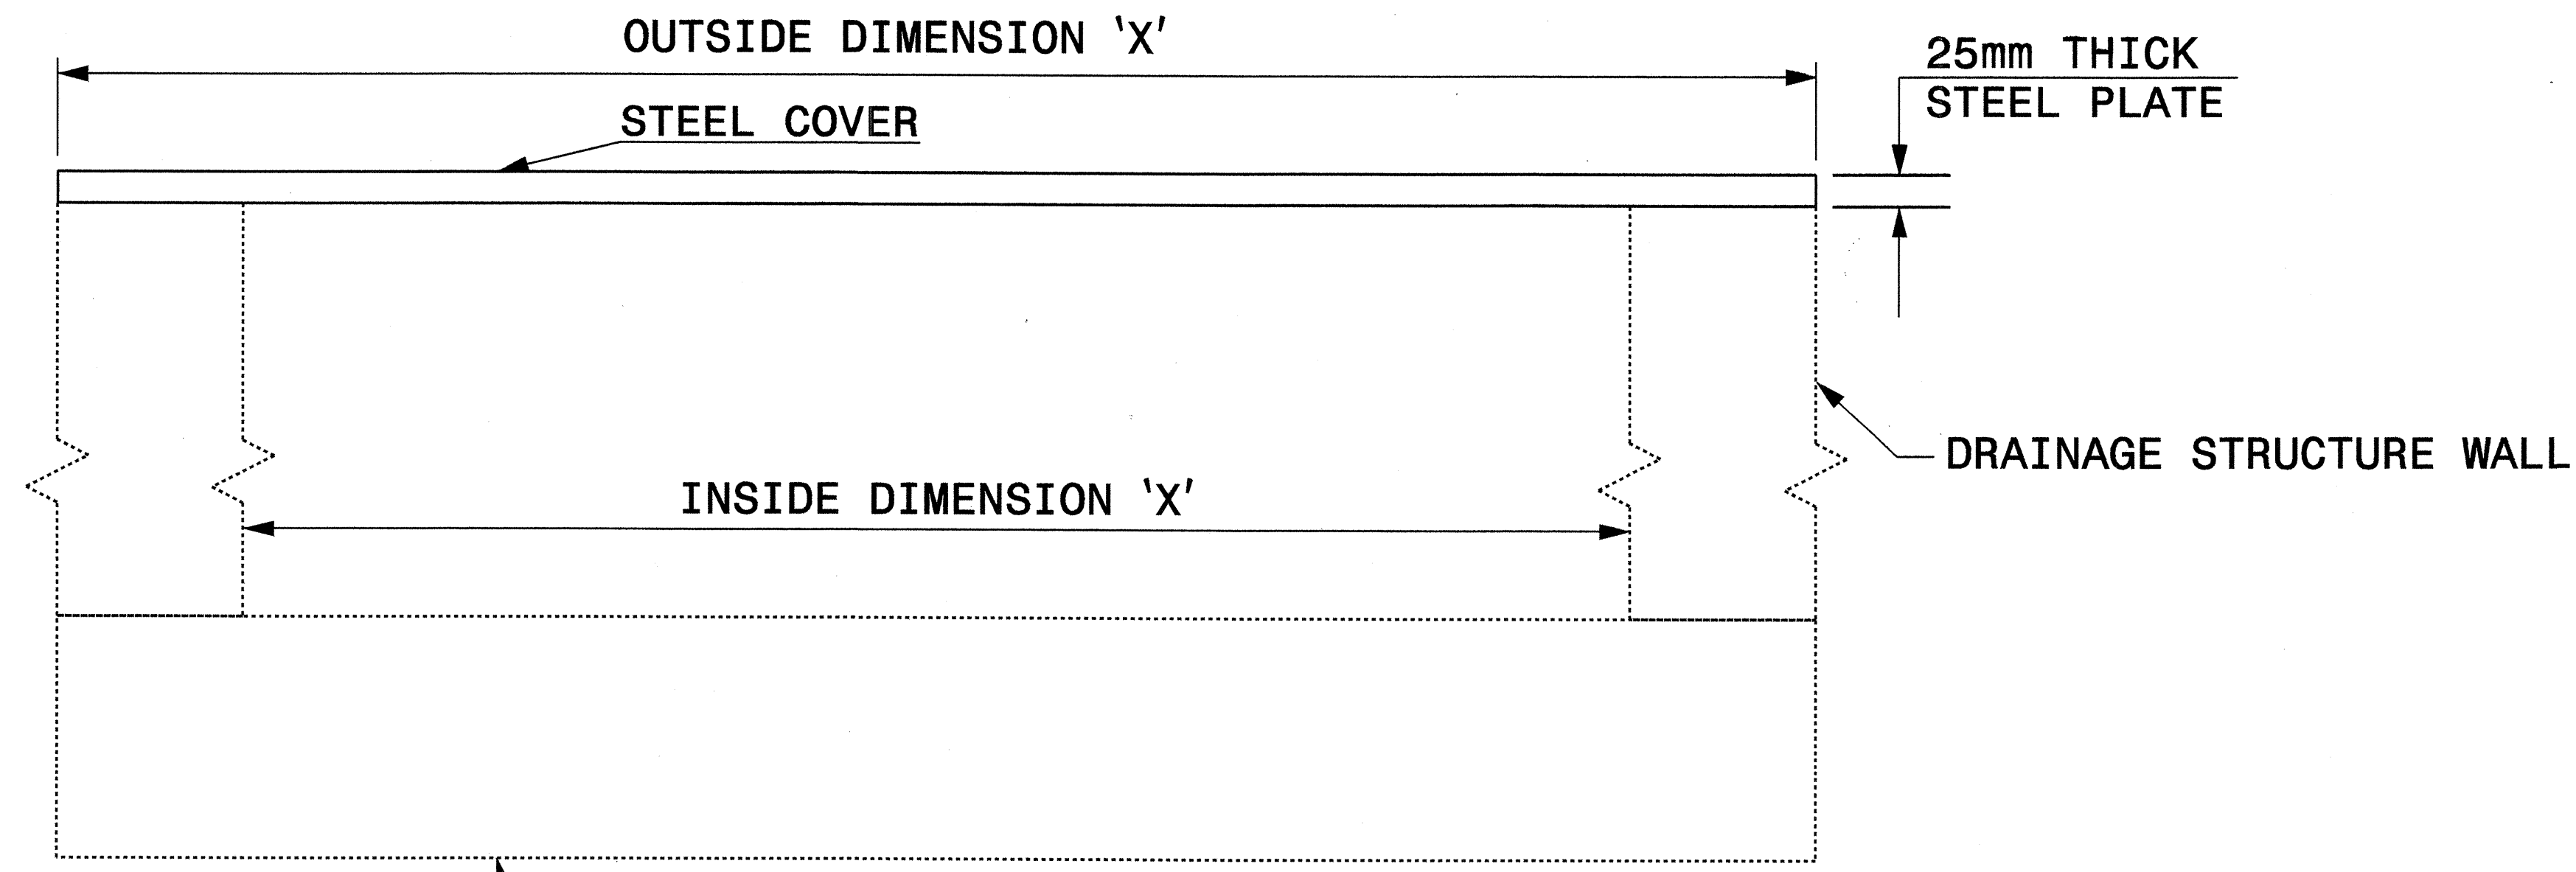 OUTSIDE DIMENSION 'X'
25mm THICK
STEEL PLATE
STEEL COVER
DRAINAGE STRUCTURE WALL
INSIDE DIMENSION 'X'